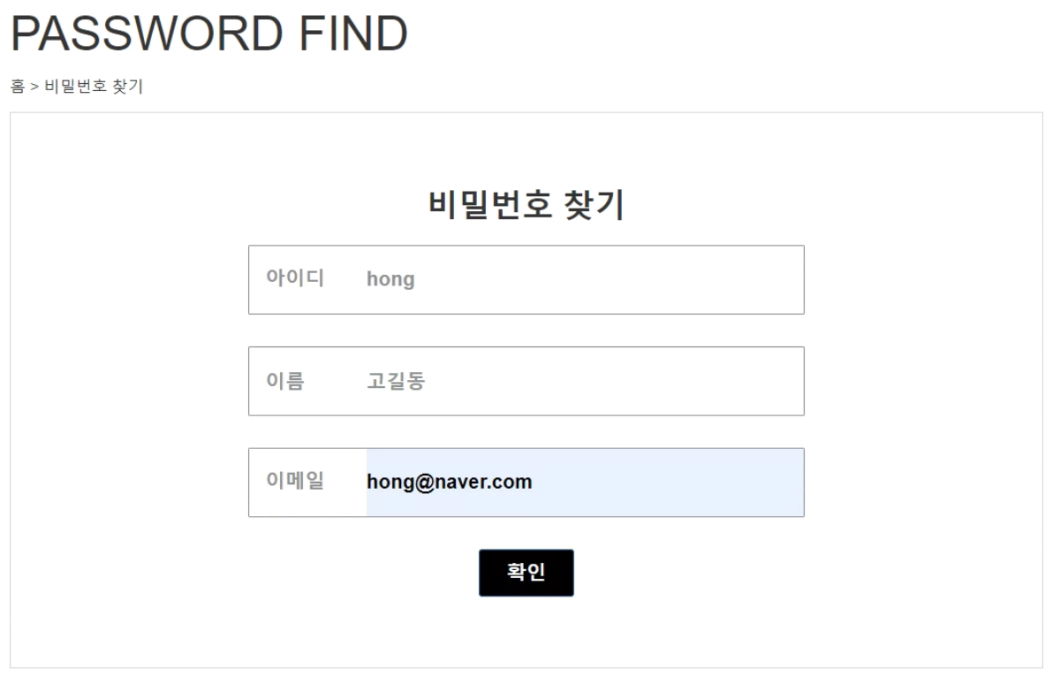 PASSWORD FIND
홈 > 비밀번호 찾기
비밀번호 찾기
아이디 hong
이름 고길동
이메일 hong@naver.com
확인